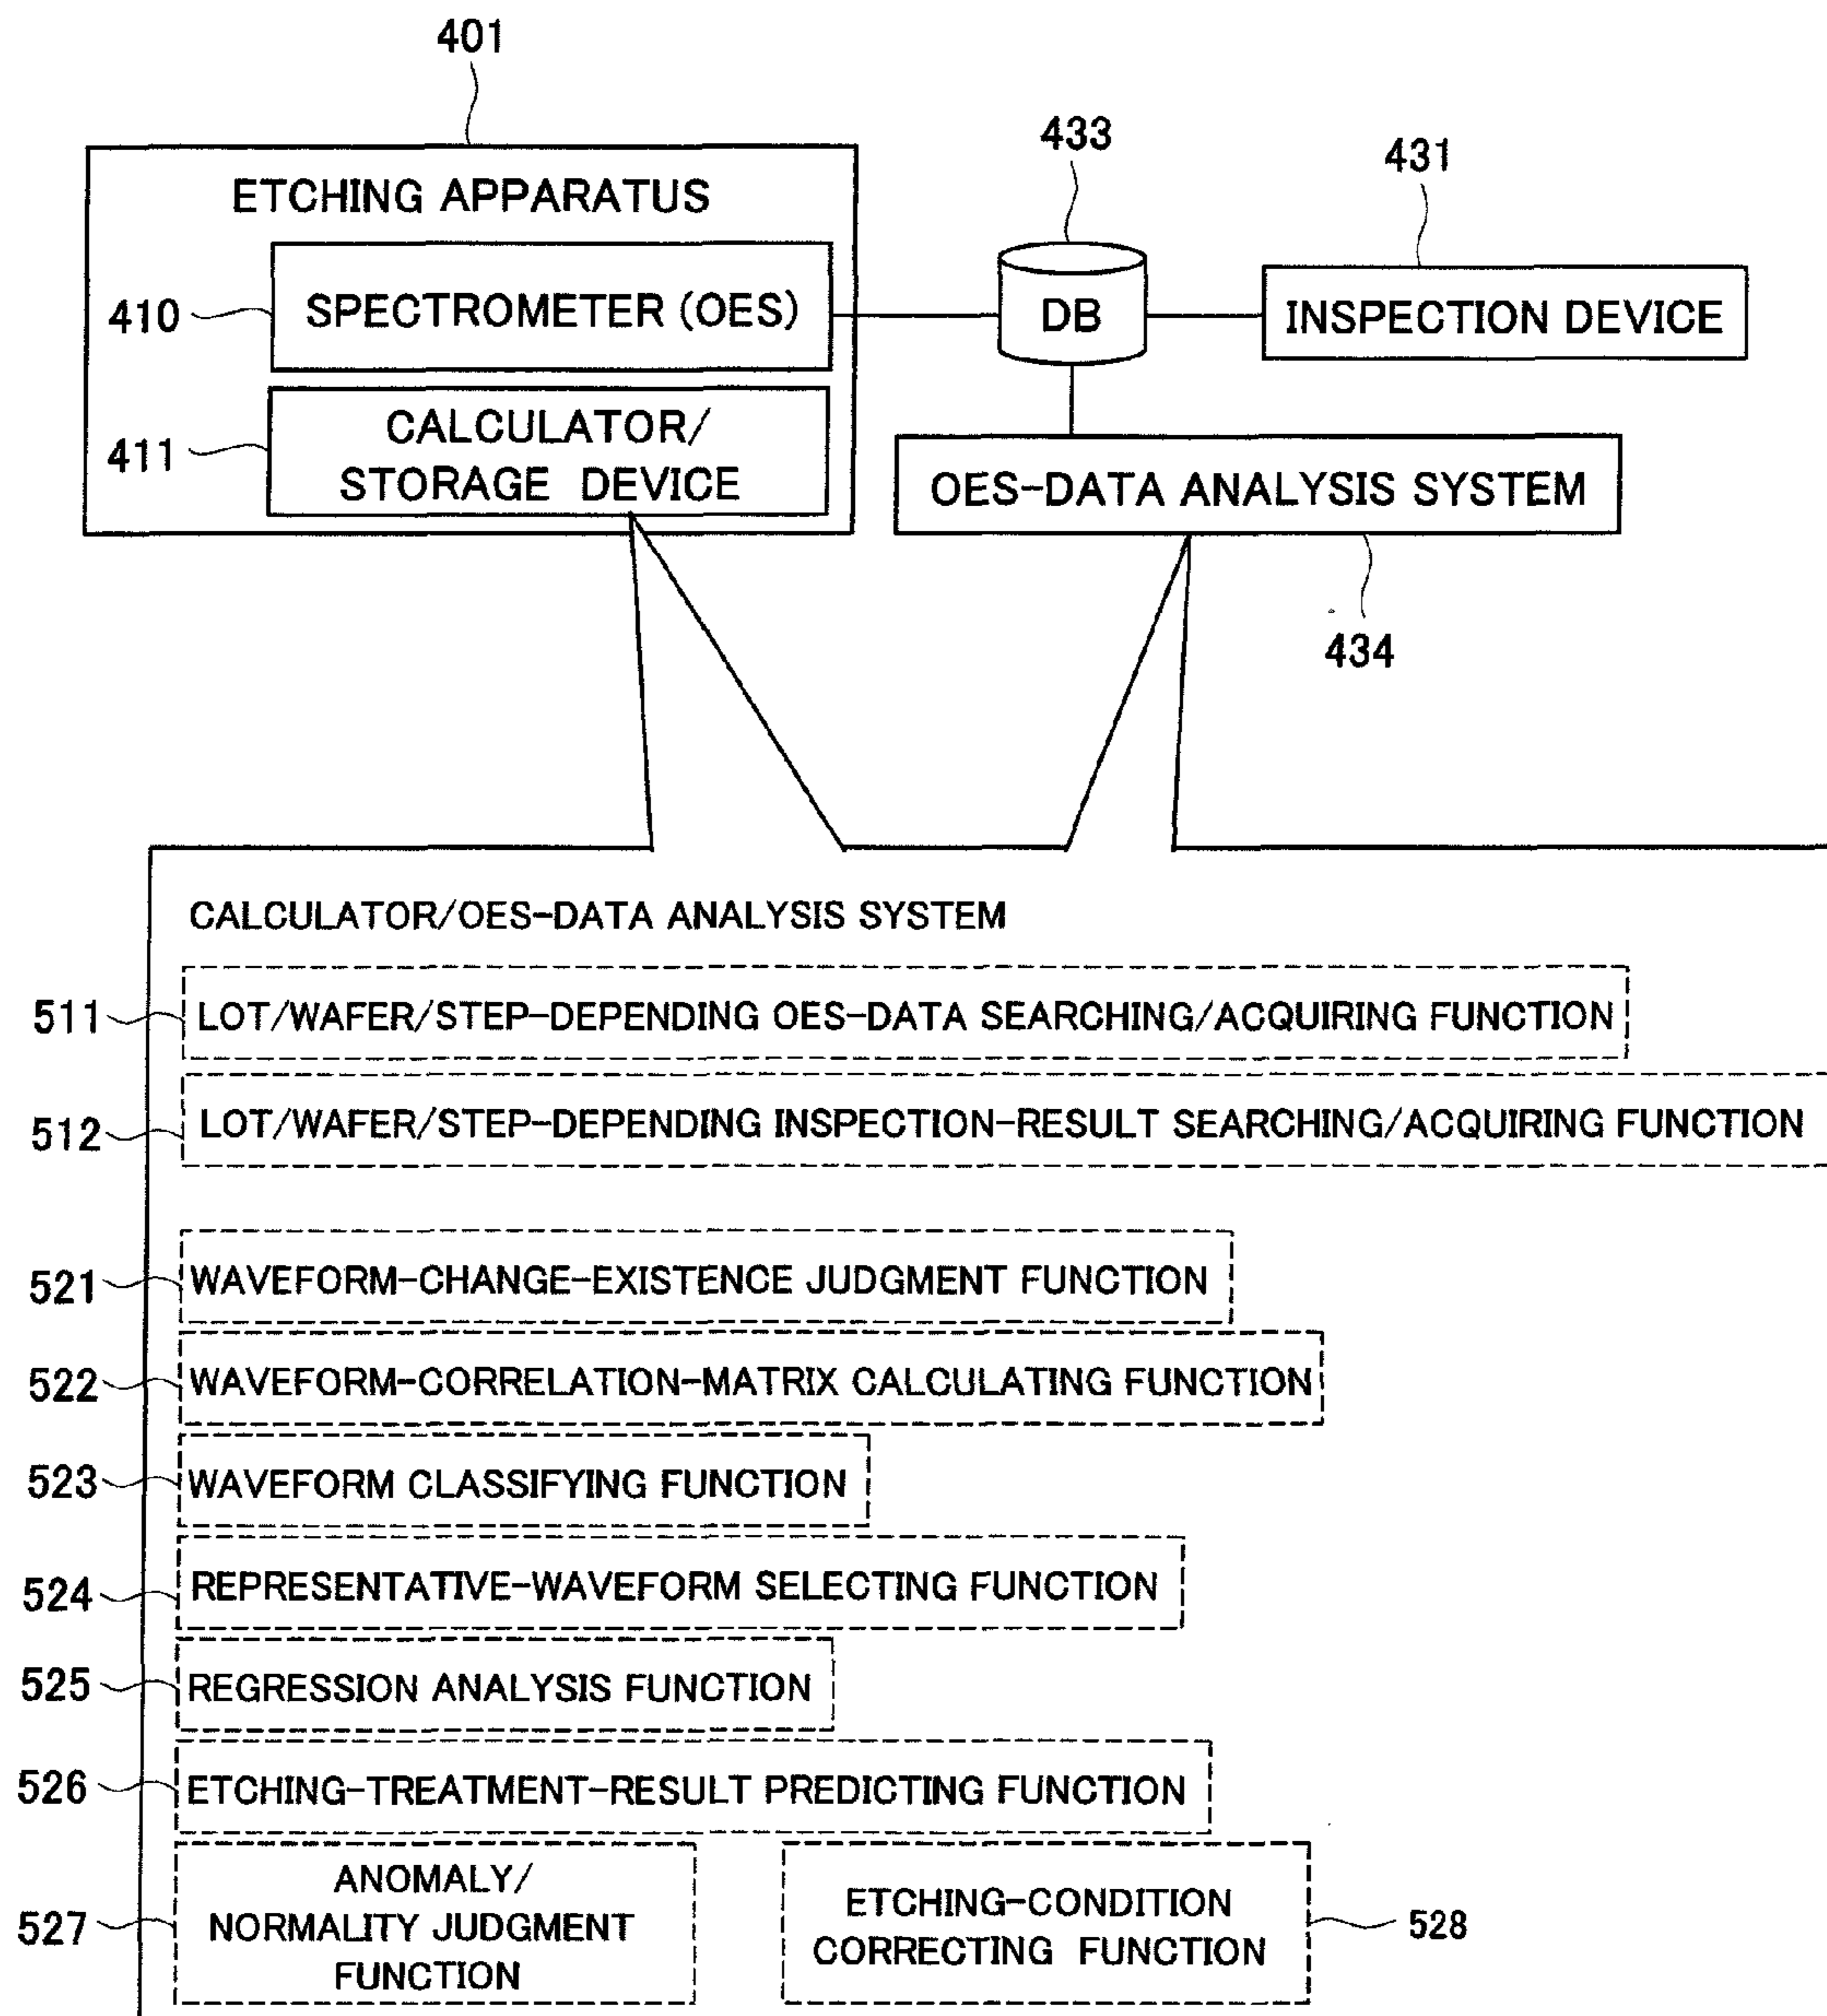 401
ETCHING APPARATUS
410
SPECTROMETER (OES)
411
CALCULATOR/
STORAGE DEVICE
433
DB
431
INSPECTION DEVICE
OES-DATA ANALYSIS SYSTEM
434
CALCULATOR/OES-DATA ANALYSIS SYSTEM
511
LOT/WAFER/STEP-DEPENDING OES-DATA SEARCHING/ACQUIRING FUNCTION
512
LOT/WAFER/STEP-DEPENDING INSPECTION-RESULT SEARCHING/ACQUIRING FUNCTION
521
WAVEFORM-CHANGE-EXISTENCE JUDGMENT FUNCTION
522
WAVEFORM-CORRELATION-MATRIX CALCULATING FUNCTION
523
WAVEFORM CLASSIFYING FUNCTION
524
REPRESENTATIVE-WAVEFORM SELECTING FUNCTION
525
REGRESSION ANALYSIS FUNCTION
526
ETCHING-TREATMENT-RESULT PREDICTING FUNCTION
527
ANOMALY/
NORMALITY JUDGMENT
FUNCTION
ETCHING-CONDITION
CORRECTING FUNCTION
528